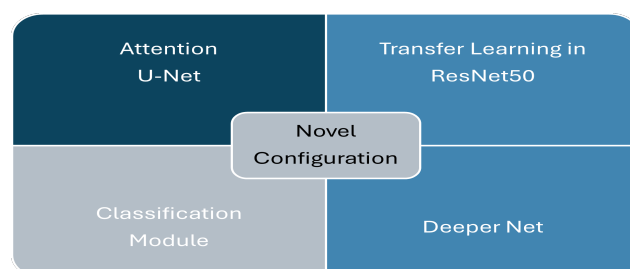 Attention
U-Net
Transfer Learning in
ResNet50
Novel
Configuration
Classification
Module
Deeper Net